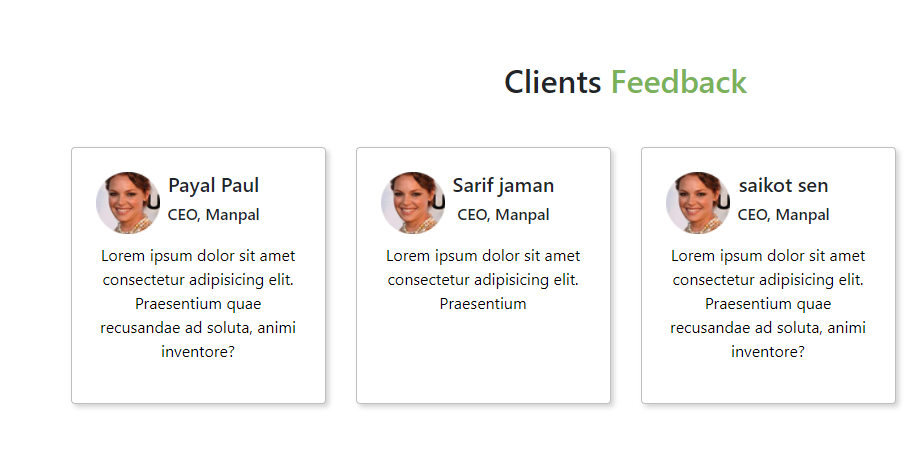 Clients Feedback
Payal Paul
CEO, Manpal
Lorem ipsum dolor sit amet
consectetur adipisicing elit.
Praesentium quae
recusandae ad soluta, animi
inventore?
Sarif jaman
CEO, Manpal
Lorem ipsum dolor sit amet
consectetur adipisicing elit.
Praesentium
saikot sen
CEO, Manpal
Lorem ipsum dolor sit amet
consectetur adipisicing elit.
Praesentium quae
recusandae ad soluta, animi
inventore?